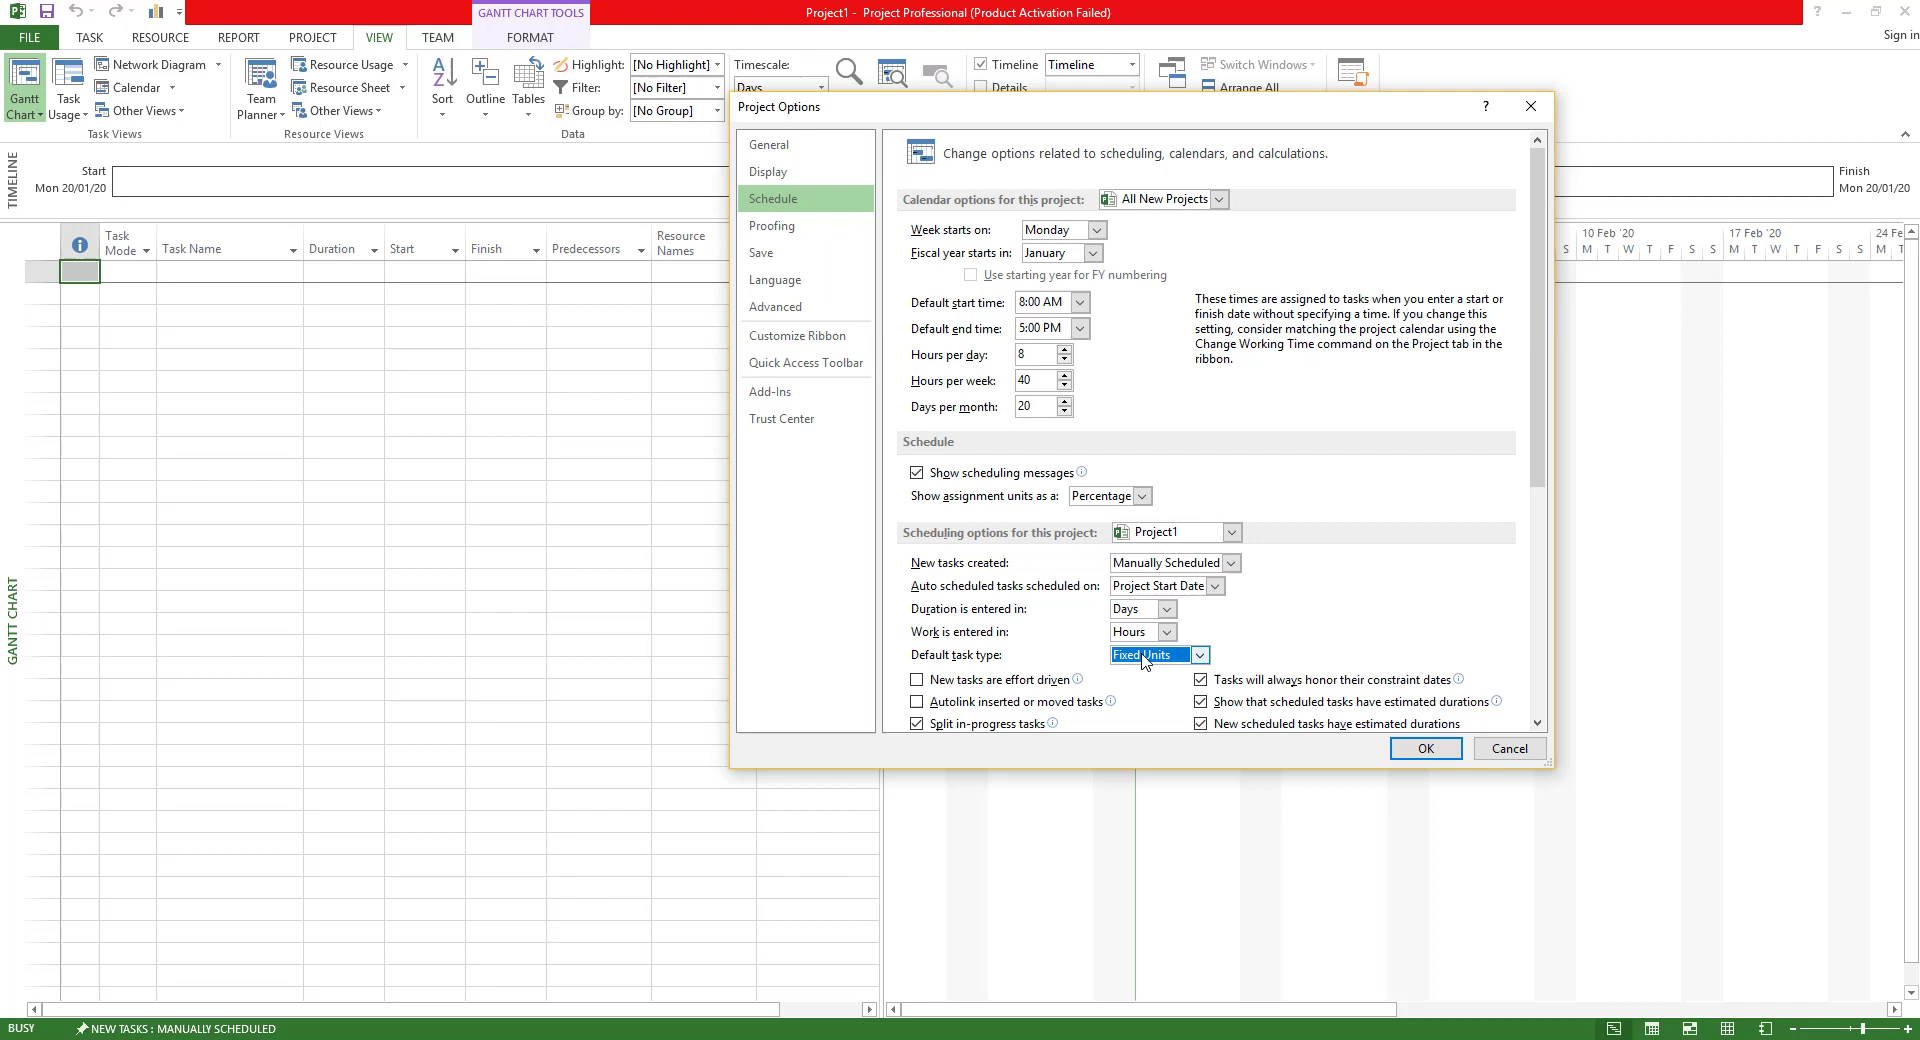 GANTT CHART TOOLS
Project1 - Project Professional (Product Activation Failed)
FILE TASK RESOURCE REPORT PROJECT VIEW TEAM FORMAT
Sign in
Gantt Chart
Task Usage
Network Diagram
Calendar
Other Views
Task Views
Team Planner
Resource Usage
Resource Sheet
Other Views
Resource Views
Sort
Outline
Tables
Highlight: [No Highlight]
Filter: [No Filter]
Group by: [No Group]
Data
Timescale:
Days
Timeline Timeline
Details
Switch Windows
Arrange All
TIMELINE
Start
Mon 20/01/20
Finish
Mon 20/01/20
Task Mode
Task Name
Duration
Start
Finish
Predecessors
Resource Names
10 Feb '20 17 Feb '20 24 Fe
S M T W T F S S M T W T F S S M
GANTT CHART
Project Options
?
General
Display
Schedule
Proofing
Save
Language
Advanced
Customize Ribbon
Quick Access Toolbar
Add-Ins
Trust Center
Change options related to scheduling, calendars, and calculations.
Calendar options for this project: All New Projects
Week starts on: Monday
Fiscal year starts in: January
Use starting year for FY numbering
Default start time: 8:00 AM
Default end time: 5:00 PM
Hours per day: 8
Hours per week: 40
Days per month: 20
These times are assigned to tasks when you enter a start or
finish date without specifying a time. If you change this
setting, consider matching the project calendar using the
Change Working Time command on the Project tab in the
ribbon.
Schedule
Show scheduling messages
Show assignment units as a: Percentage
Scheduling options for this project: Project1
New tasks created: Manually Scheduled
Auto scheduled tasks scheduled on: Project Start Date
Duration is entered in: Days
Work is entered in: Hours
Default task type: Fixed Units
New tasks are effort driven
Tasks will always honor their constraint dates
Autolink inserted or moved tasks
Show that scheduled tasks have estimated durations
Split in-progress tasks
New scheduled tasks have estimated durations
OK Cancel
BUSY NEW TASKS : MANUALLY SCHEDULED